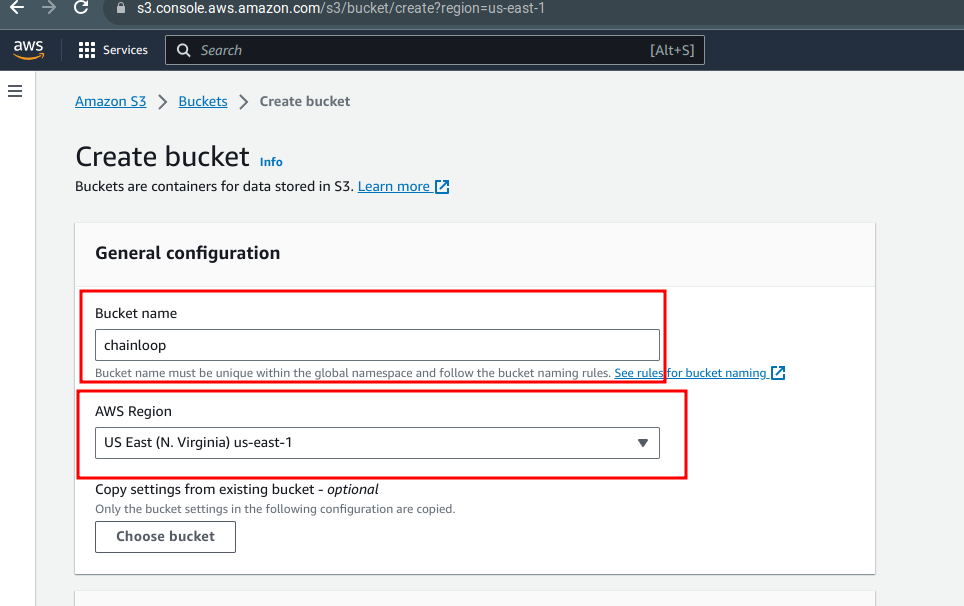 s3.console.aws.amazon.com/s3/bucket/create?region=us-east-1
aws Services Search [Alt+S]
Amazon S3 Buckets Create bucket
Create bucket Info
Buckets are containers for data stored in S3. Learn more
General configuration
Bucket name
chainloop
Bucket name must be unique within the global namespace and follow the bucket naming rules. See rules for bucket naming
AWS Region
US East (N. Virginia) us-east-1
Copy settings from existing bucket - optional
Only the bucket settings in the following configuration are copied.
Choose bucket